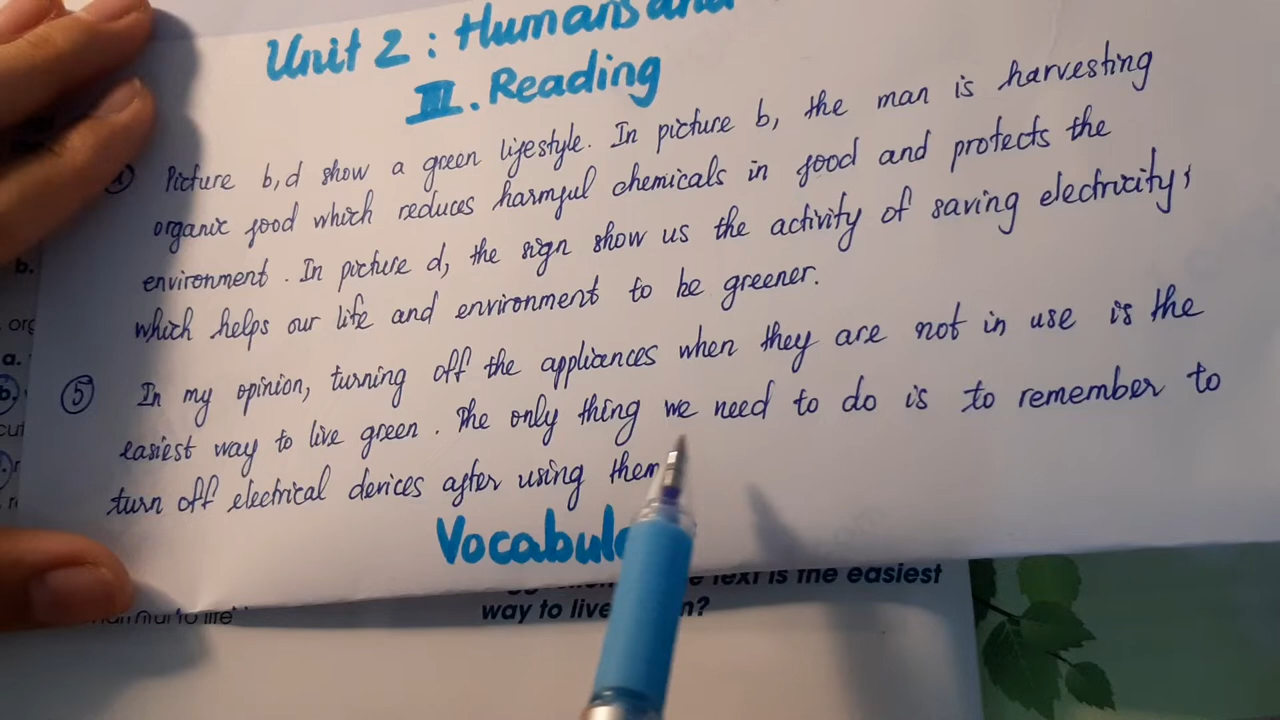 Unit 2 : Humans and
III. Reading
① Picture b,d show a green lifestyle. In picture b, the man is harvesting
organic food which reduces harmful chemicals in food and protects the
environment. In picture d, the sign show us the activity of saving electricity,
which helps our life and environment to be greener.
⑤ In my opinion, turning off the appliances when they are not in use is the
easiest way to live green. The only thing we need to do is to remember to
turn off electrical devices after using them
Vocabul
text is the easiest
way to live
b.
org
a.
b.